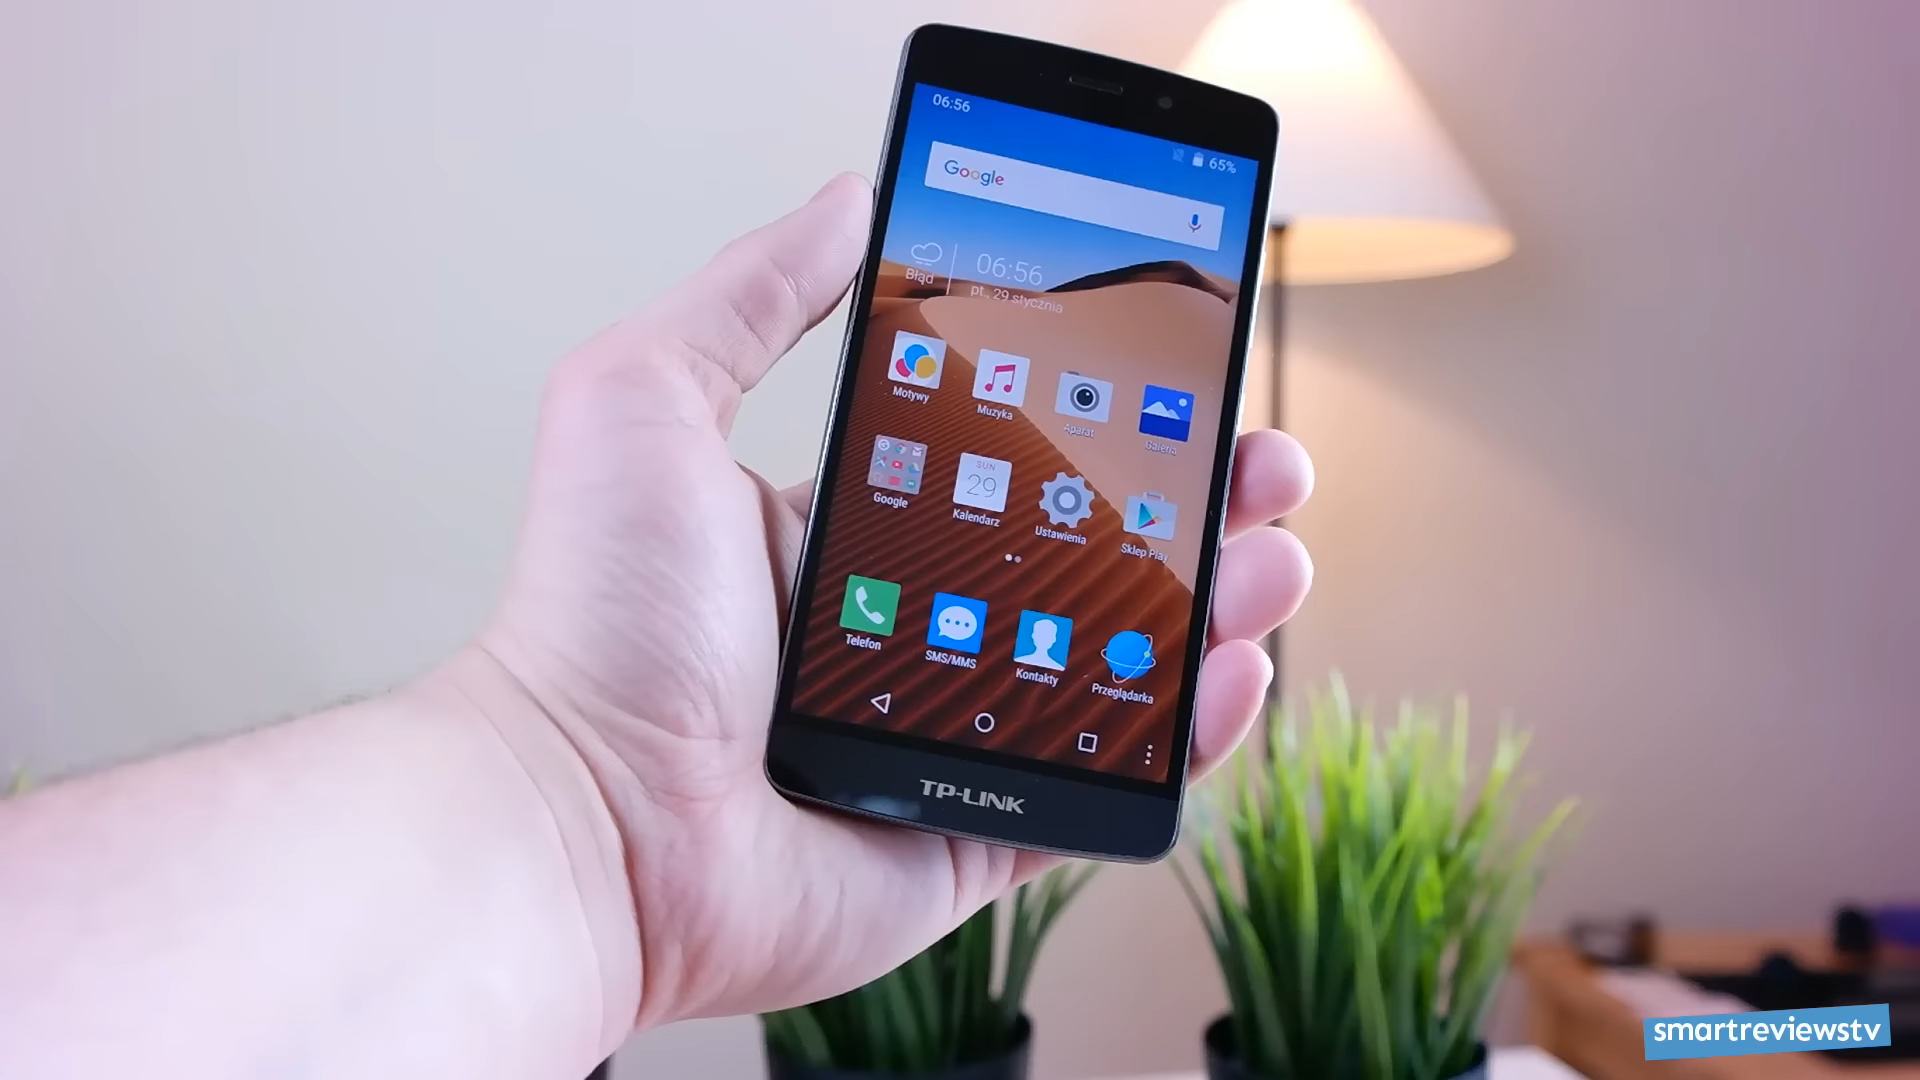 06:56
65%
Google
06:56
Błąd
pt., 29 stycznia
Motywy
Muzyka
Aparat
Galeria
SUN
29
Google
Kalendarz
Ustawienia
Sklep Play
Telefon
SMS/MMS
Kontakty
Przeglądarka
TP-LINK
smartreviewstv